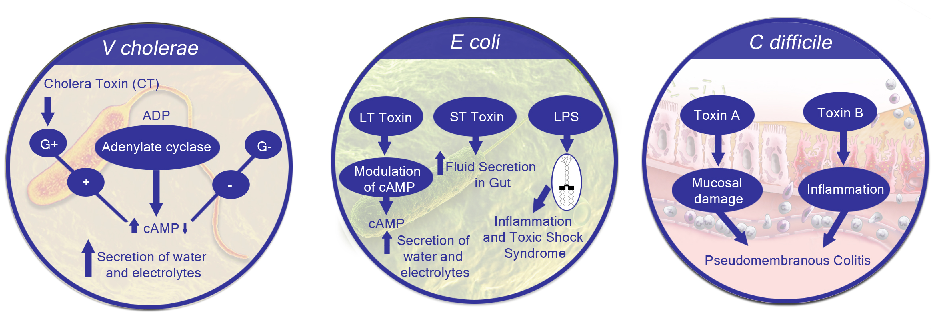 V cholerae
Cholera Toxin (CT)
ADP
G+
Adenylate cyclase
G-
+
-
cAMP
Secretion of water
and electrolytes
E coli
LT Toxin
ST Toxin
LPS
Modulation
of cAMP
Fluid Secretion
in Gut
cAMP
Secretion of
water and
electrolytes
Inflammation
and Toxic Shock
Syndrome
C difficile
Toxin A
Toxin B
Mucosal
damage
Inflammation
Pseudomembranous Colitis